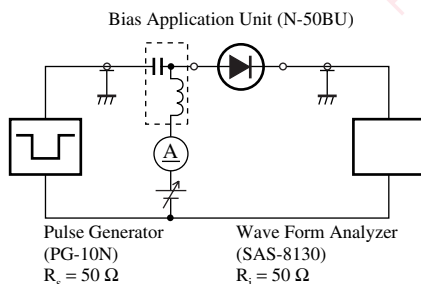 Bias Application Unit (N-50BU)
A
Pulse Generator
(PG-10N)
Rs = 50 Ω
Wave Form Analyzer
(SAS-8130)
Ri = 50 Ω